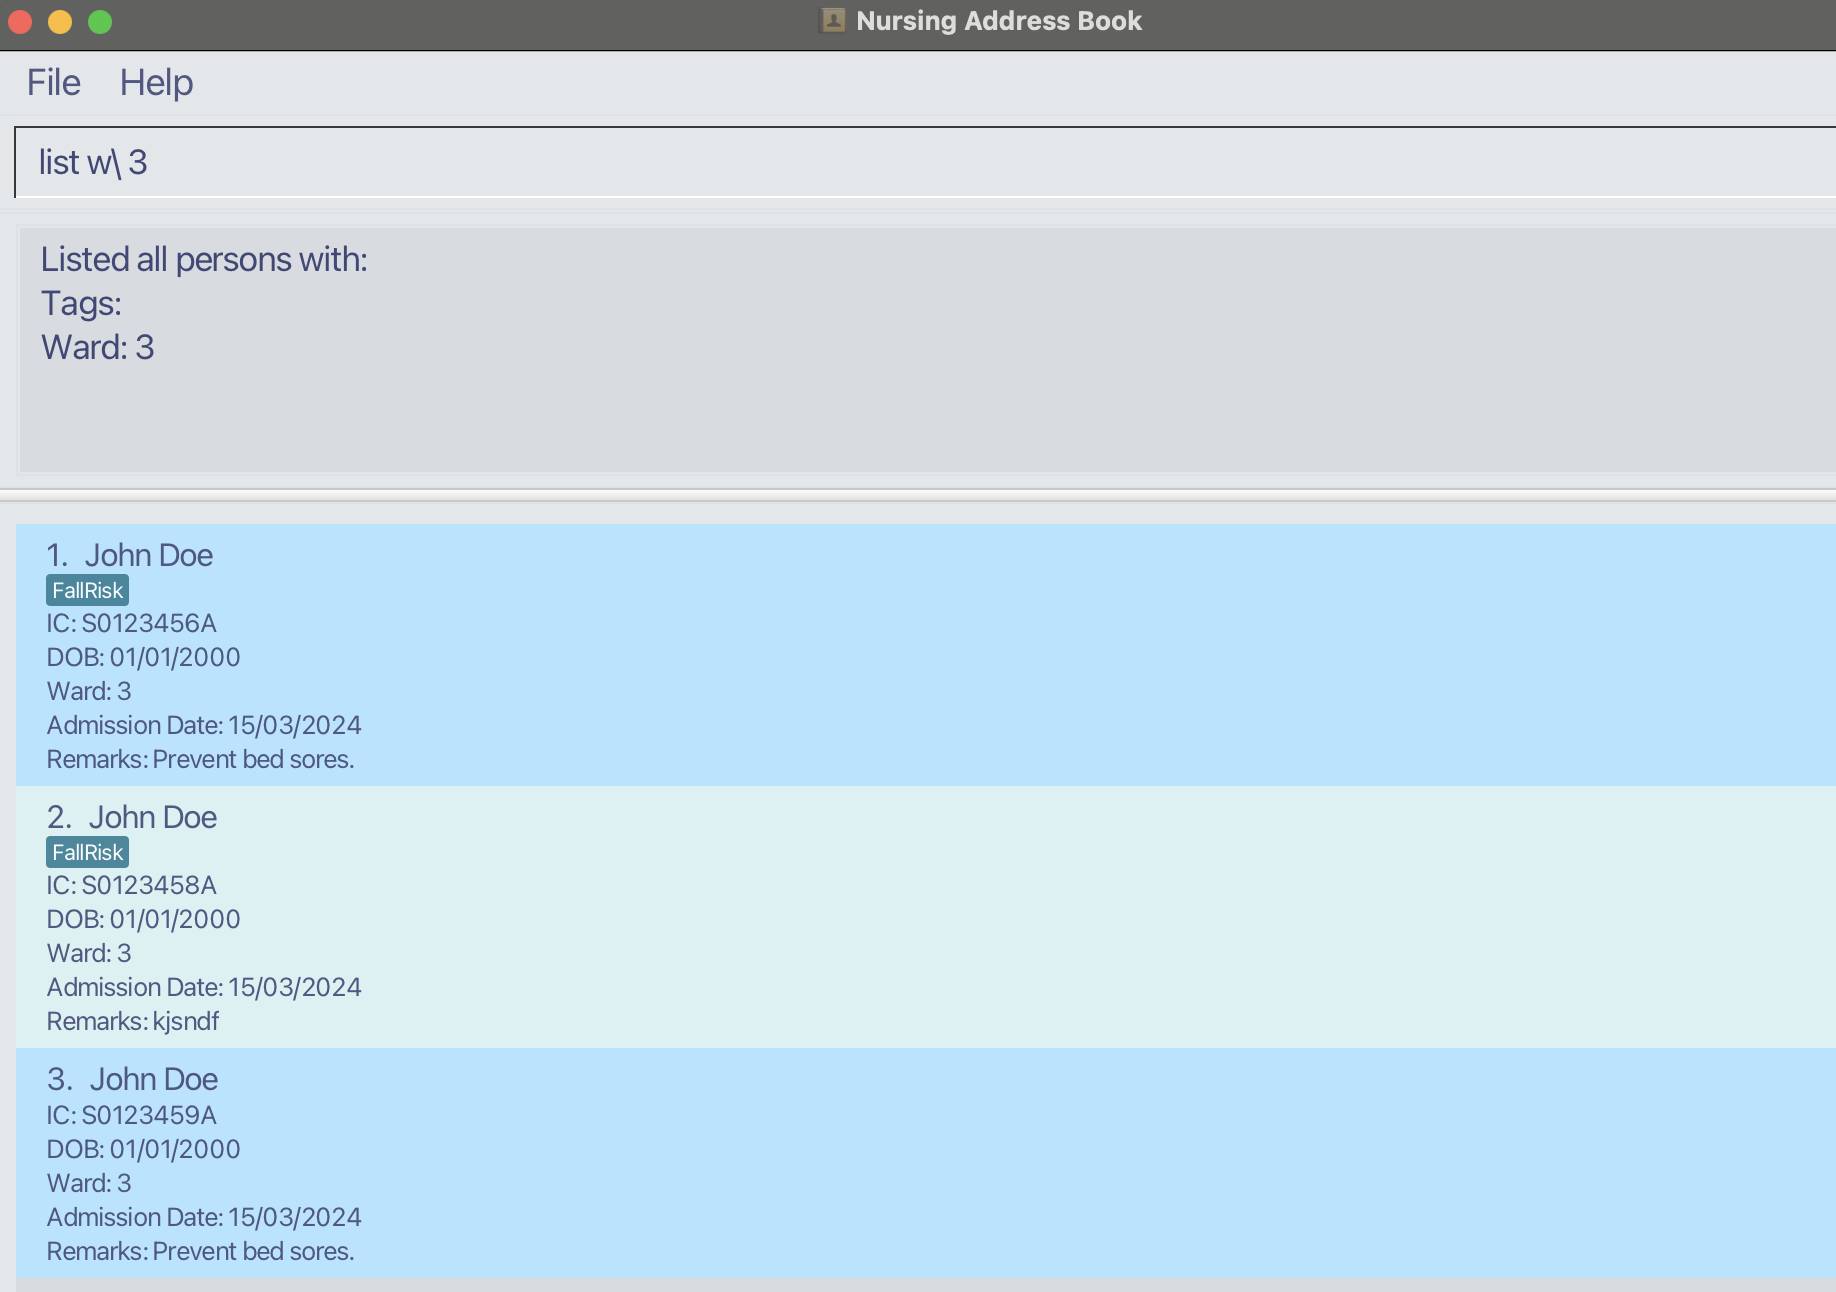 Nursing Address Book
File Help
list w\ 3
Listed all persons with:
Tags:
Ward: 3
1. John Doe
FallRisk
IC: S0123456A
DOB: 01/01/2000
Ward: 3
Admission Date: 15/03/2024
Remarks: Prevent bed sores.
2. John Doe
FallRisk
IC: S0123458A
DOB: 01/01/2000
Ward: 3
Admission Date: 15/03/2024
Remarks: kjsndf
3. John Doe
IC: S0123459A
DOB: 01/01/2000
Ward: 3
Admission Date: 15/03/2024
Remarks: Prevent bed sores.